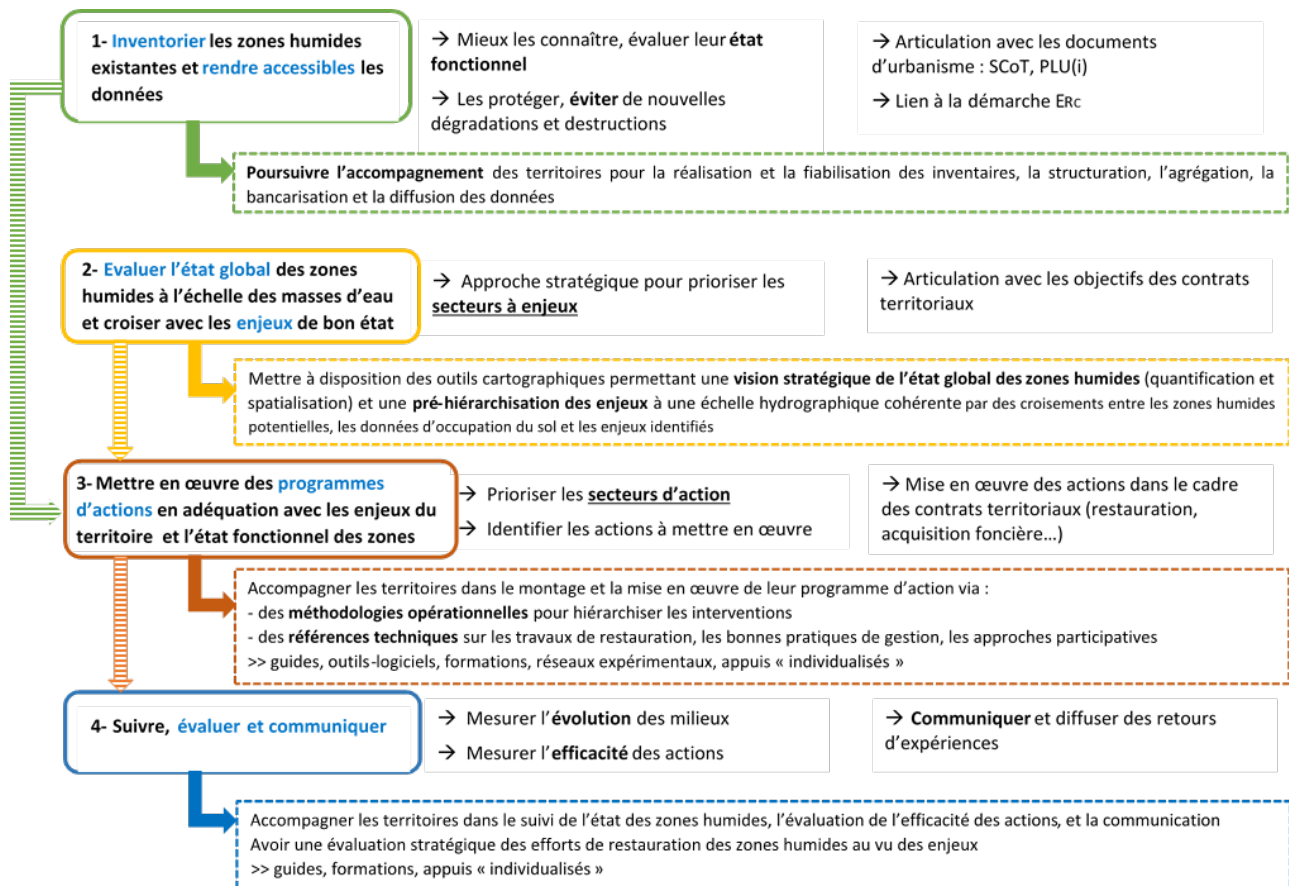 1- Inventorier les zones humides
existantes et rendre accessibles les
données
→ Mieux les connaître, évaluer leur état
fonctionnel
→ Les protéger, éviter de nouvelles
dégradations et destructions
→ Articulation avec les documents
d’urbanisme : SCoT, PLU(i)
→ Lien à la démarche ERC
Poursuivre l’accompagnement des territoires pour la réalisation et la fiabilisation des inventaires, la structuration, l’agrégation, la
bancarisation et la diffusion des données
2- Evaluer l’état global des zones
humides à l’échelle des masses d’eau
et croiser avec les enjeux de bon état
→ Approche stratégique pour prioriser les
secteurs à enjeux
→ Articulation avec les objectifs des contrats
territoriaux
Mettre à disposition des outils cartographiques permettant une vision stratégique de l’état global des zones humides (quantification et
spatialisation) et une pré-hiérarchisation des enjeux à une échelle hydrographique cohérente par des croisements entre les zones humides
potentielles, les données d’occupation du sol et les enjeux identifiés
3- Mettre en œuvre des programmes
d’actions en adéquation avec les enjeux du
territoire et l’état fonctionnel des zones
→ Prioriser les secteurs d’action
→ Identifier les actions à mettre en œuvre
→ Mise en œuvre des actions dans le cadre
des contrats territoriaux (restauration,
acquisition foncière…)
Accompagner les territoires dans le montage et la mise en œuvre de leur programme d’action via :
- des méthodologies opérationnelles pour hiérarchiser les interventions
- des références techniques sur les travaux de restauration, les bonnes pratiques de gestion, les approches participatives
>> guides, outils-logiciels, formations, réseaux expérimentaux, appuis « individualisés »
4- Suivre, évaluer et communiquer
→ Mesurer l’évolution des milieux
→ Mesurer l’efficacité des actions
→ Communiquer et diffuser des retours
d’expériences
Accompagner les territoires dans le suivi de l’état des zones humides, l’évaluation de l’efficacité des actions, et la communication
Avoir une évaluation stratégique des efforts de restauration des zones humides au vu des enjeux
>> guides, formations, appuis « individualisés »